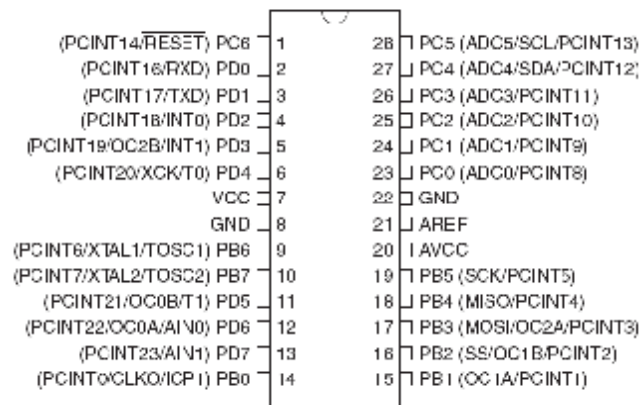 (PCINT14/RESET) PC6 1
(PCINT16/RXD) PD0 2
(PCINT17/TXD) PD1 3
(PCINT18/INT0) PD2 4
(PCINT19/OC2B/INT1) PD3 5
(PCINT20/XCK/T0) PD4 6
VCC 7
GND 8
(PCINT6/XTAL1/TOSC1) PB6 9
(PCINT7/XTAL2/TOSC2) PB7 10
(PCINT21/OC0B/T1) PD5 11
(PCINT22/OC0A/AIN0) PD6 12
(PCINT23/AIN1) PD7 13
(PCINT0/CLKO/ICP1) PB0 14
28 PC5 (ADC5/SCL/PCINT13)
27 PC4 (ADC4/SDA/PCINT12)
26 PC3 (ADC3/PCINT11)
25 PC2 (ADC2/PCINT10)
24 PC1 (ADC1/PCINT9)
23 PC0 (ADC0/PCINT8)
22 GND
21 AREF
20 AVCC
19 PB5 (SCK/PCINT5)
18 PB4 (MISO/PCINT4)
17 PB3 (MOSI/OC2A/PCINT3)
16 PB2 (SS/OC1B/PCINT2)
15 PB1 (OC1A/PCINT1)